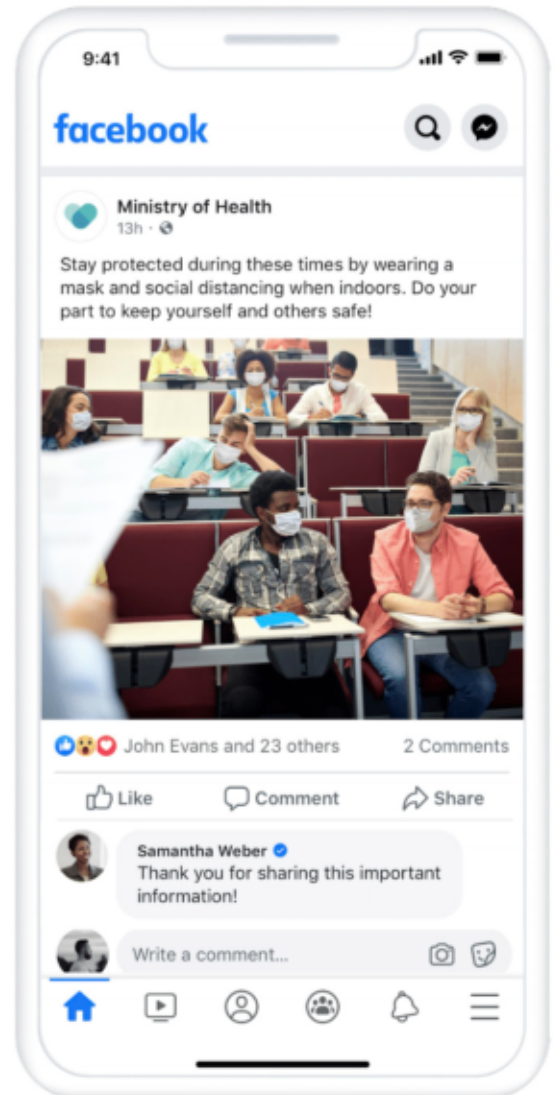 9:41
facebook
Ministry of Health
13h ·
Stay protected during these times by wearing a
mask and social distancing when indoors. Do your
part to keep yourself and others safe!
John Evans and 23 others 2 Comments
Like Comment Share
Samantha Weber
Thank you for sharing this important
information!
Write a comment...